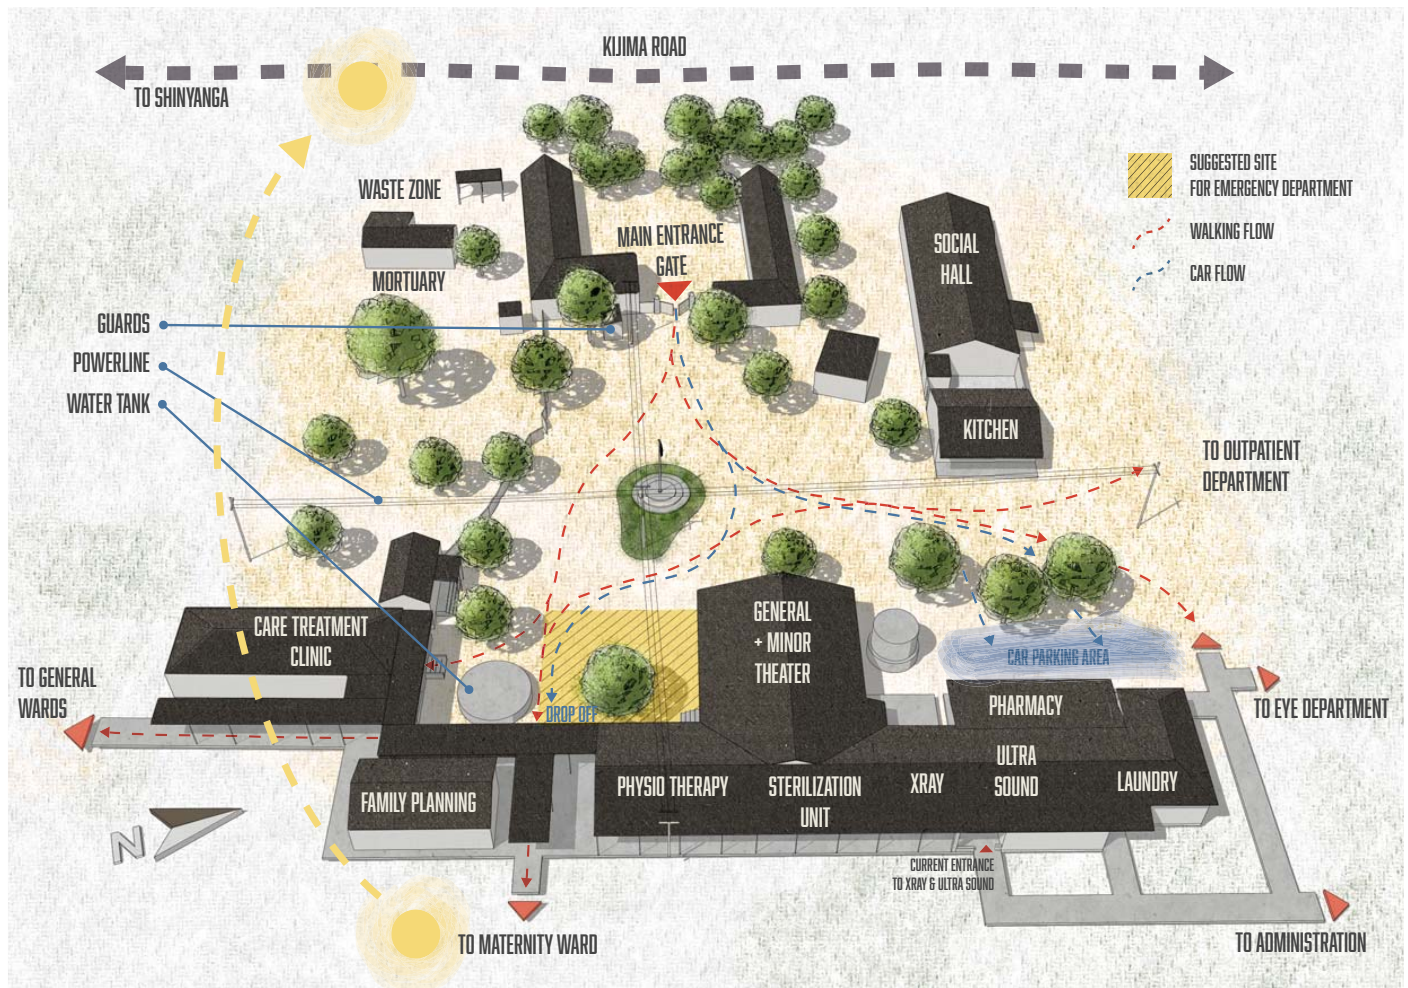 KIJIMA ROAD
TO SHINYANGA
SUGGESTED SITE
FOR EMERGENCY DEPARTMENT
WALKING FLOW
CAR FLOW
WASTE ZONE
MORTUARY
MAIN ENTRANCE
GATE
SOCIAL
HALL
GUARDS
POWERLINE
WATER TANK
KITCHEN
TO OUTPATIENT
DEPARTMENT
CARE TREATMENT
CLINIC
GENERAL
+ MINOR
THEATER
CAR PARKING AREA
TO GENERAL
WARDS
DROP OFF
PHARMACY
TO EYE DEPARTMENT
FAMILY PLANNING
PHYSIO THERAPY
STERILIZATION
UNIT
XRAY
ULTRA
SOUND
LAUNDRY
N
CURRENT ENTRANCE
TO XRAY & ULTRA SOUND
TO MATERNITY WARD
TO ADMINISTRATION